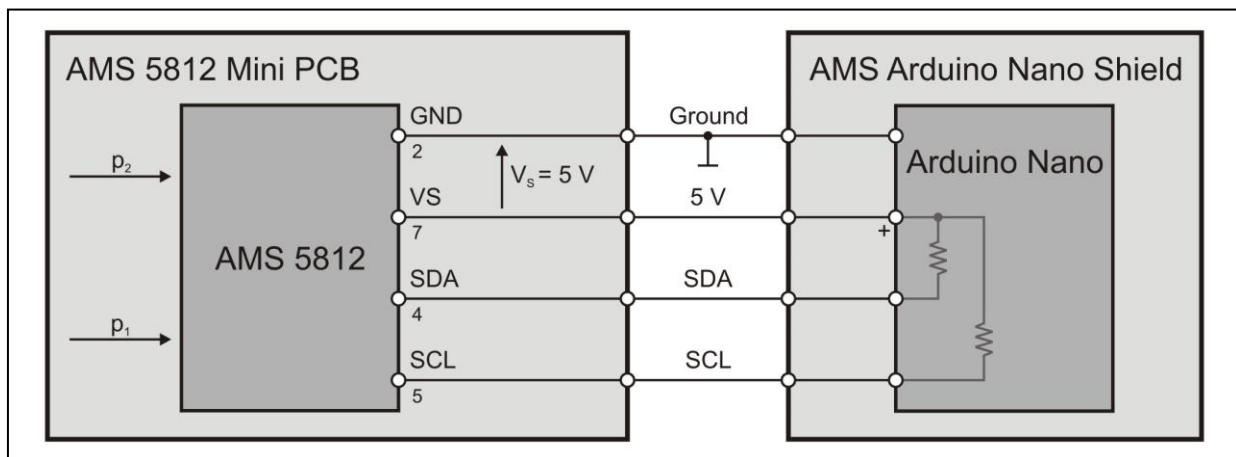 AMS 5812 Mini PCB
AMS Arduino Nano Shield
GND
Ground
2
Arduino Nano
p₂
Vₛ = 5 V
VS
5 V
7
+
AMS 5812
SDA
SDA
4
p₁
SCL
SCL
5